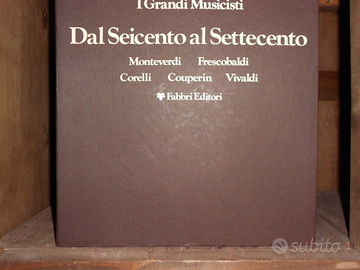 I Grandi Musicisti
Dal Seicento al Settecento
Monteverdi Frescobaldi
Corelli Couperin Vivaldi
Fabbri Editori
subito